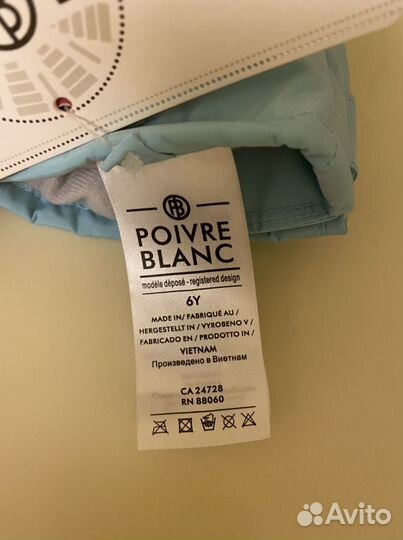 POIVRE
BLANC
modèle déposé - registered design
6Y
MADE IN/ FABRIQUÉ AU/
HERGESTELLT IN / VYROBENO V /
FABRICADO EN / PRODOTTO IN /
VIETNAM
Произведено в Вietнам
CA 24728
RN 88060
Avito